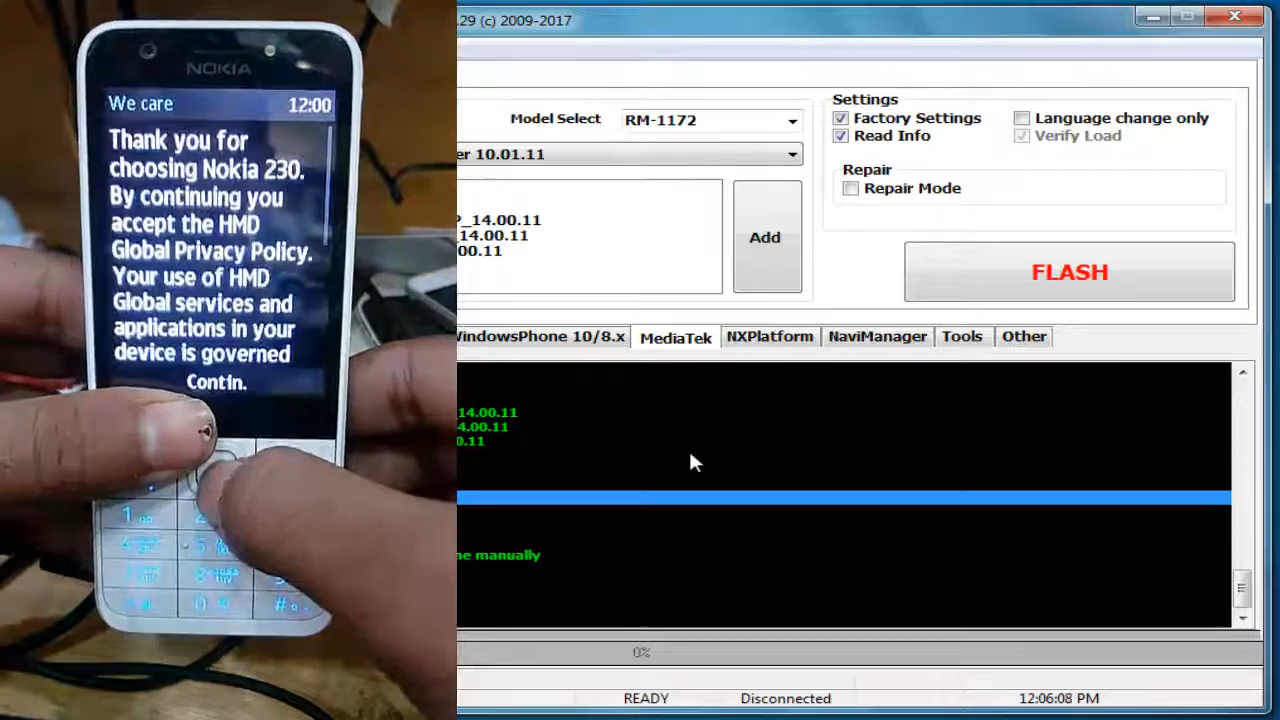 NOKIA
We care 12:00
Thank you for
choosing Nokia 230.
By continuing you
accept the HMD
Global Privacy Policy.
Your use of HMD
Global services and
applications in your
device is governed
Contin.
.29 (c) 2009-2017
Model Select RM-1172
er 10.01.11
_14.00.11
_14.00.11
00.11
Add
Settings
Factory Settings
Language change only
Read Info
Verify Load
Repair
Repair Mode
FLASH
WindowsPhone 10/8.x MediaTek NXPlatform NaviManager Tools Other
14.00.11
4.00.11
0.11
ne manually
0%
READY Disconnected 12:06:08 PM